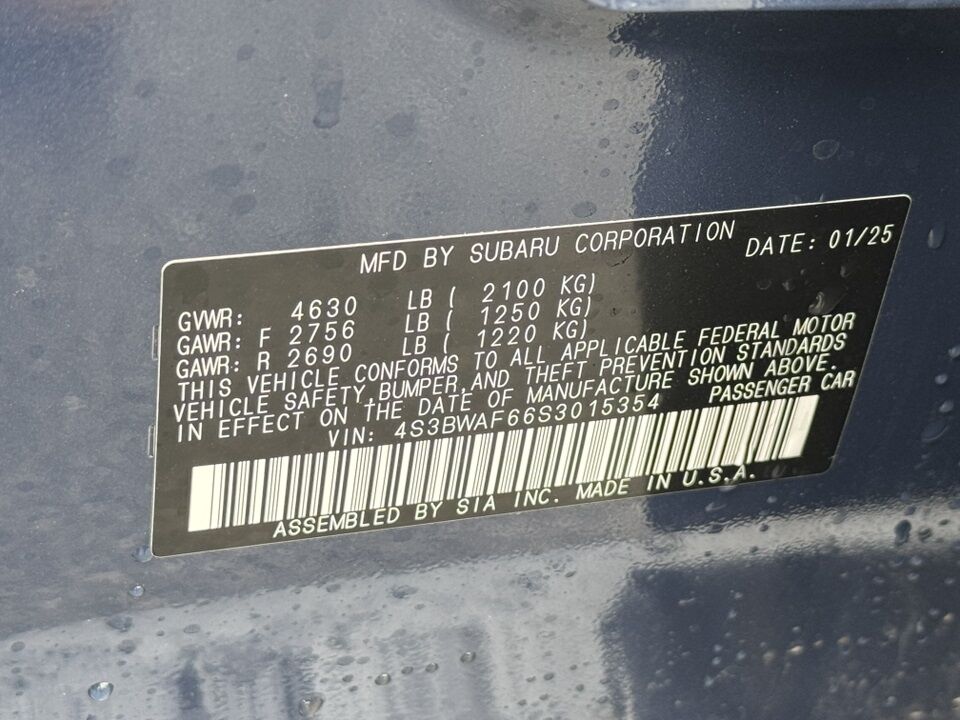 MFD BY SUBARU CORPORATION DATE: 01/25
GVWR: 4630 LB ( 2100 KG)
GAWR: F 2756 LB ( 1250 KG)
GAWR: R 2690 LB ( 1220 KG)
THIS VEHICLE CONFORMS TO ALL APPLICABLE FEDERAL MOTOR
VEHICLE SAFETY,BUMPER,AND THEFT PREVENTION STANDARDS
IN EFFECT ON THE DATE OF MANUFACTURE SHOWN ABOVE.
VIN: 4S3BWAF66S3015354 PASSENGER CAR
ASSEMBLED BY SIA INC. MADE IN U.S.A.